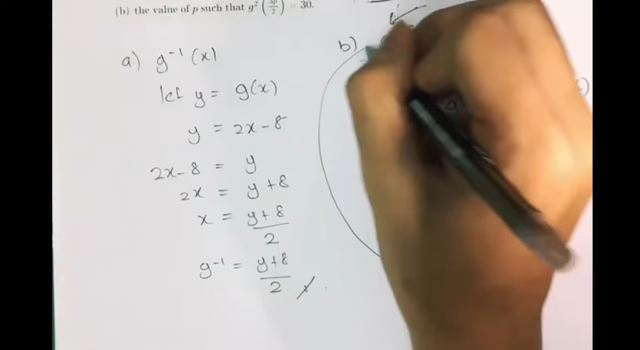 (b) the value of p such that g² ( 3p/2 ) = 30.
a) g⁻¹(x)
let y = g(x)
y = 2x-8
2x-8 = y
2x = y+8
x = y+8/2
g⁻¹ = y+8/2
b)